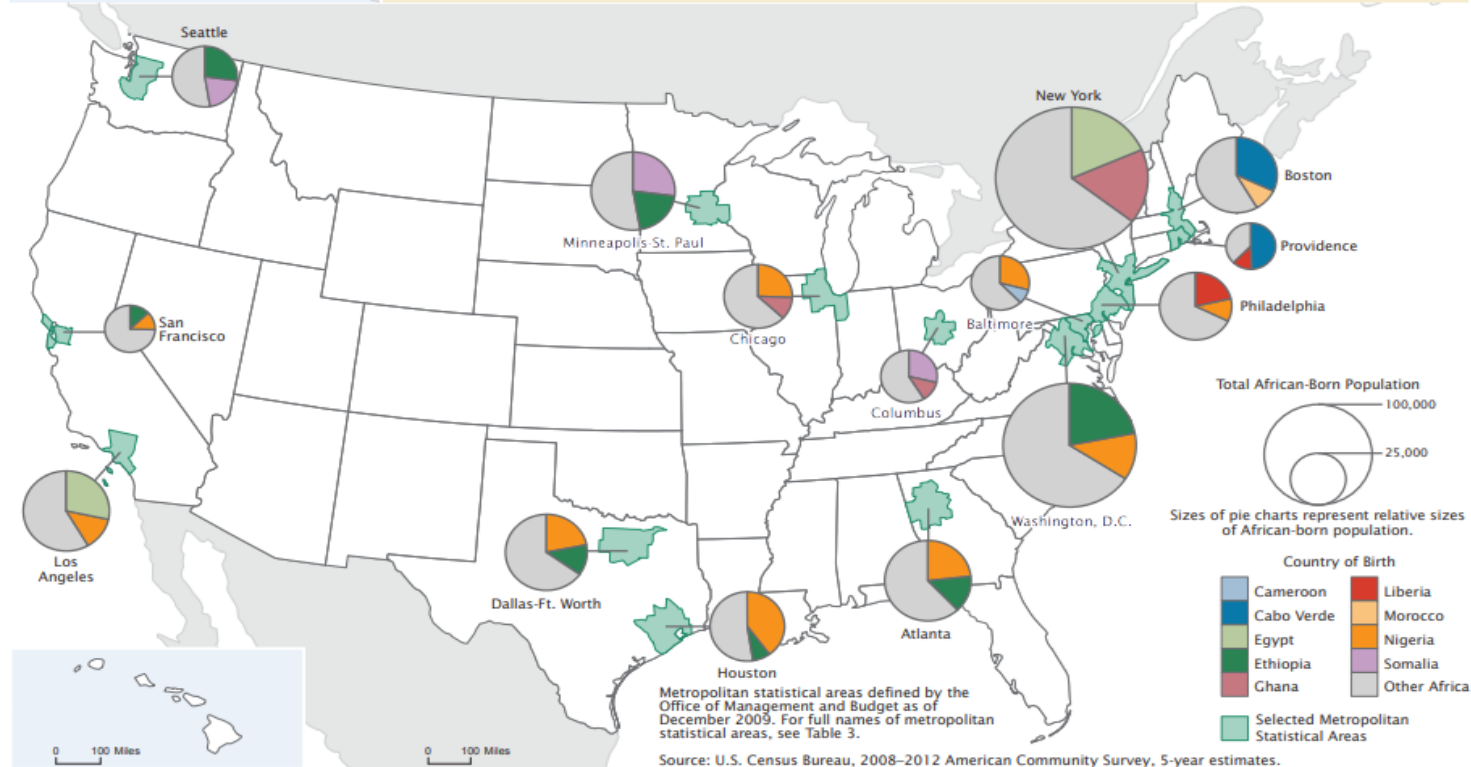 Seattle
New York
Boston
Minneapolis-St. Paul
Providence
San
Francisco
Chicago
Baltimore
Philadelphia
Columbus
Total African-Born Population
100,000
25,000
Sizes of pie charts represent relative sizes
of African-born population.
Los
Angeles
Washington, D.C.
Dallas-Ft. Worth
Atlanta
Houston
Country of Birth
Cameroon
Cabo Verde
Egypt
Ethiopia
Ghana
Liberia
Morocco
Nigeria
Somalia
Other Africa
Selected Metropolitan
Statistical Areas
Metropolitan statistical areas defined by the
Office of Management and Budget as of
December 2009. For full names of metropolitan
statistical areas, see Table 3.
0 100 Miles
0 100 Miles
Source: U.S. Census Bureau, 2008–2012 American Community Survey, 5-year estimates.